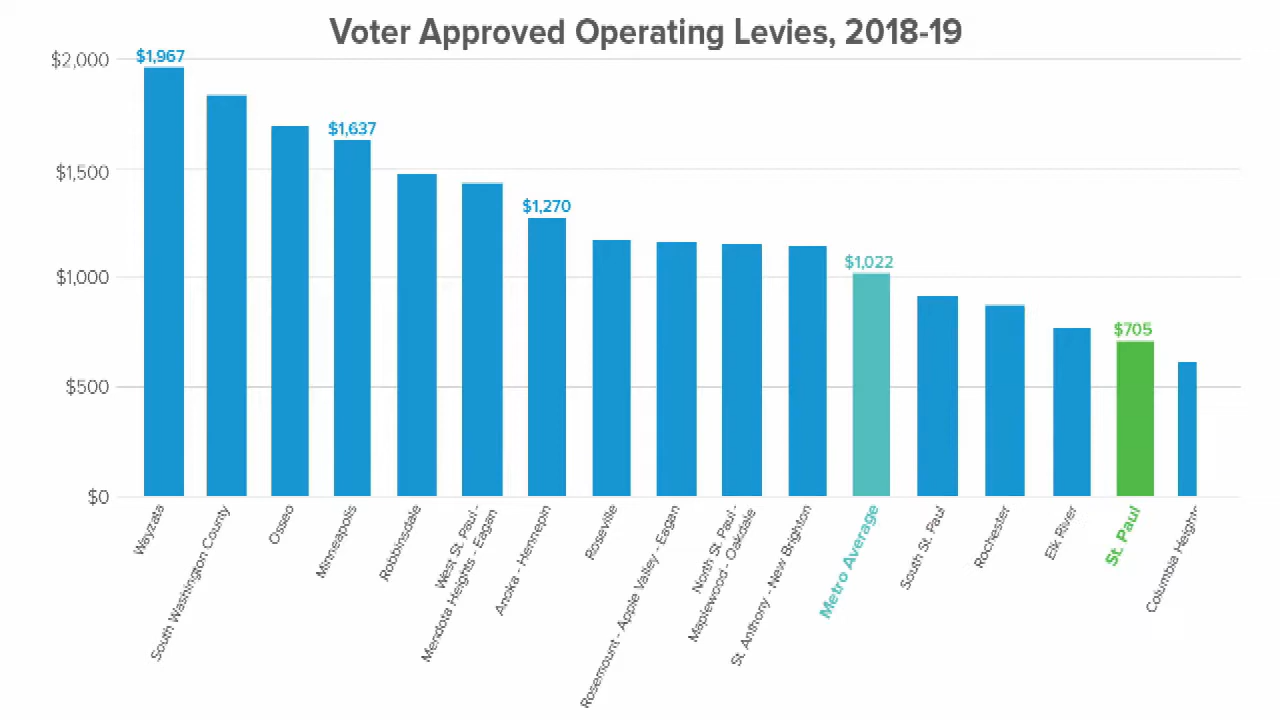 Voter Approved Operating Levies, 2018-19
$2,000
$1,500
$1,000
$500
$0
$1,967
$1,637
$1,270
$1,022
$705
Wayzata
South Washington County
Osseo
Minneapolis
Robbinsdale
West St. Paul -
Mendota Heights - Eagan
Anoka - Hennepin
Roseville
Rosemount - Apple Valley - Eagan
North St. Paul -
Maplewood - Oakdale
St. Anthony - New Brighton
Metro Average
South St. Paul
Rochester
Elk River
St. Paul
Columbia Height